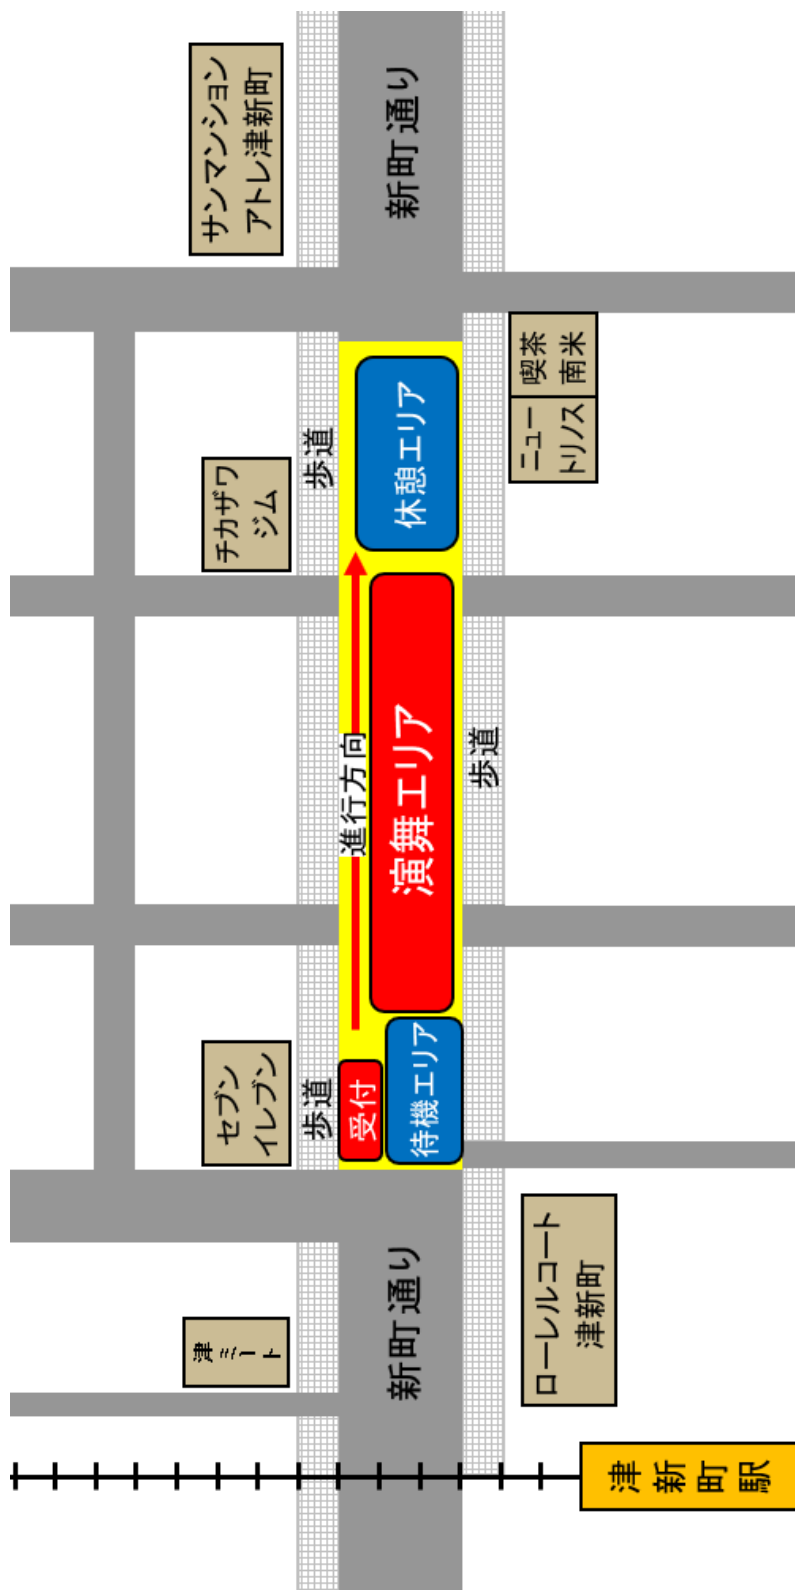 津ミート
セブン
イレブン
チカザワ
ジム
サンマンション
アトレ津新町
歩道
歩道
進行方向
受付
新町通り
待機エリア
演舞エリア
休憩エリア
新町通り
歩道
津新町駅
ローレルコート
津新町
ニュー
トリノス
喫茶
南米